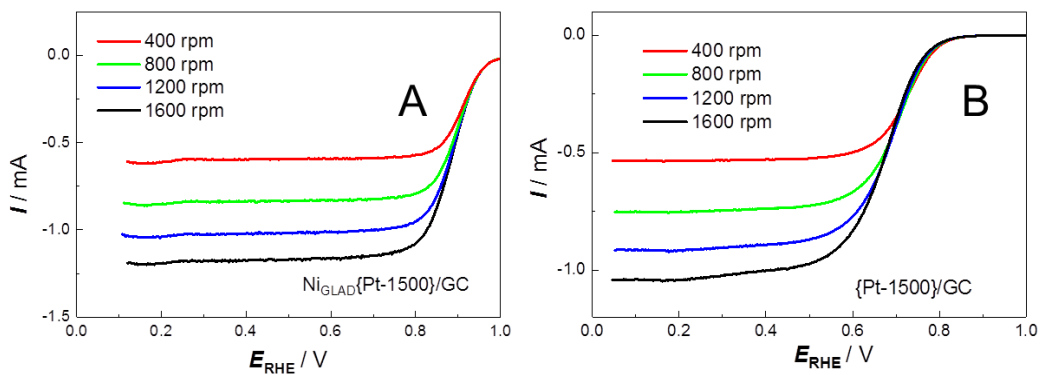 0.0
-0.5
-1.0
-1.5
I / mA
400 rpm
800 rpm
1200 rpm
1600 rpm
A
Ni_GLAD{Pt-1500}/GC
0.0 0.2 0.4 0.6 0.8 1.0
E_RHE / V
0.0
-0.5
-1.0
I / mA
400 rpm
800 rpm
1200 rpm
1600 rpm
B
{Pt-1500}/GC
0.0 0.2 0.4 0.6 0.8 1.0
E_RHE / V